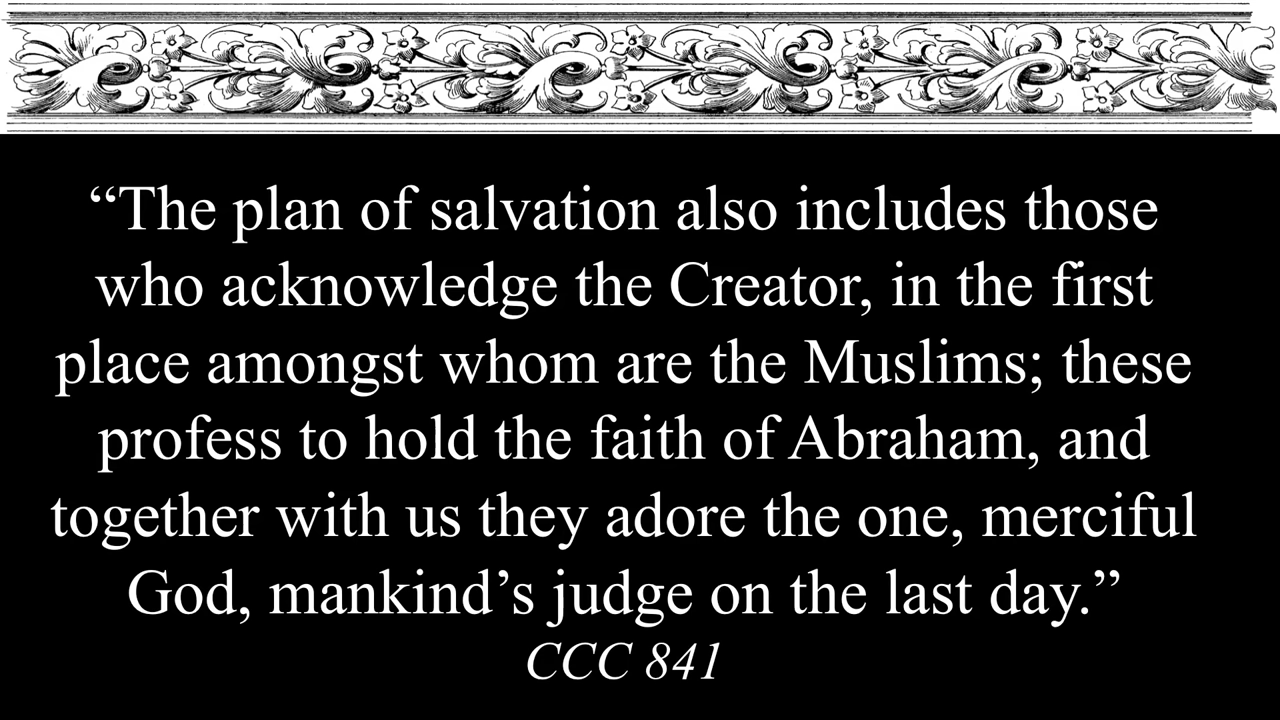 “The plan of salvation also includes those
who acknowledge the Creator, in the first
place amongst whom are the Muslims; these
profess to hold the faith of Abraham, and
together with us they adore the one, merciful
God, mankind’s judge on the last day.”
CCC 841